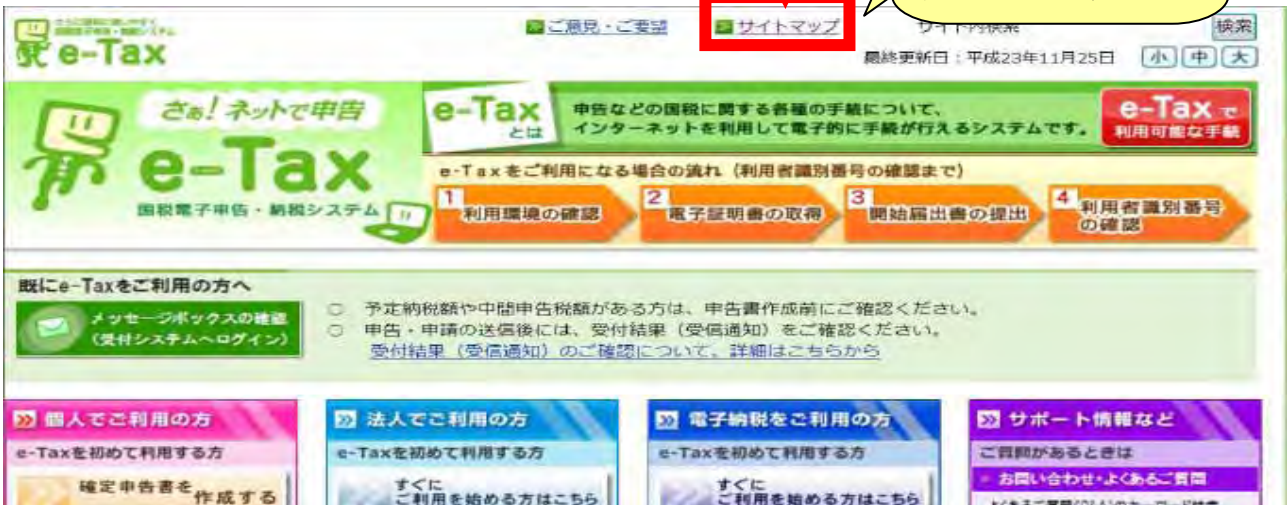 e-Tax
ご意見・ご要望
サイトマップ
サイト内検索
検索
最終更新日：平成23年11月25日
小 中 大
さぁ！ネットで申告
e-Tax
国税電子申告・納税システム
e-Taxとは
申告などの国税に関する各種の手続について、
インターネットを利用して電子的に手続が行えるシステムです。
e-Taxで
利用可能な手続
e-Taxをご利用になる場合の流れ（利用者識別番号の確認まで）
1 利用環境の確認
2 電子証明書の取得
3 開始届出書の提出
4 利用者識別番号
の確認
既にe-Taxをご利用の方へ
メッセージボックスの確認
（受付システムへログイン）
○ 予定納税額や中間申告税額がある方は、申告書作成前にご確認ください。
○ 申告・申請の送信後には、受付結果（受信通知）をご確認ください。
受付結果（受信通知）のご確認について、詳細はこちらから
個人でご利用の方
e-Taxを初めて利用する方
確定申告書を作成する
法人でご利用の方
e-Taxを初めて利用する方
すぐに
ご利用を始める方はこちら
電子納税をご利用の方
e-Taxを初めて利用する方
すぐに
ご利用を始める方はこちら
サポート情報など
ご質問があるときは
お問い合わせ・よくあるご質問